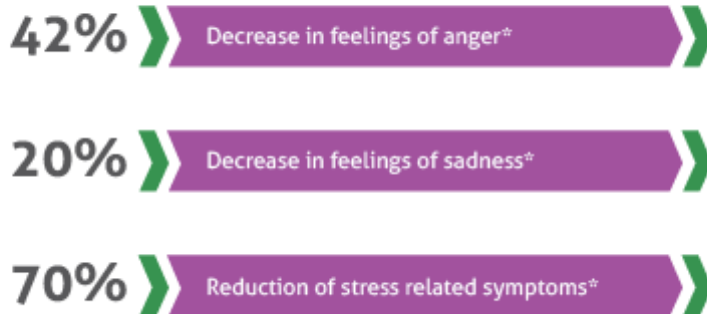 42% Decrease in feelings of anger*
20% Decrease in feelings of sadness*
70% Reduction of stress related symptoms*